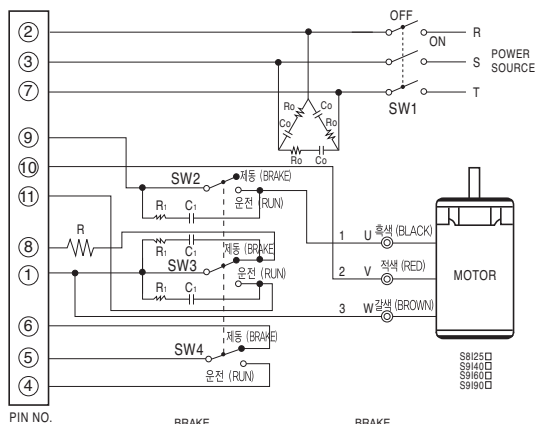 OFF
ON
R
S
T
POWER
SOURCE
SW1
②
③
⑦
⑨
⑩
⑪
⑧
①
⑥
⑤
④
PIN NO.
Ro
Co
Co
Ro
Ro
Co
SW2
제동 (BRAKE)
운전 (RUN)
R1
C1
R
R1
C1
제동 (BRAKE)
SW3
운전 (RUN)
R1
C1
제동 (BRAKE)
SW4
운전 (RUN)
1 U 흑색 (BLACK)
2 V 적색 (RED)
3 W 갈색 (BROWN)
MOTOR
S8I25□
S9I40□
S9I60□
S9I90□
BRAKE
BRAKE